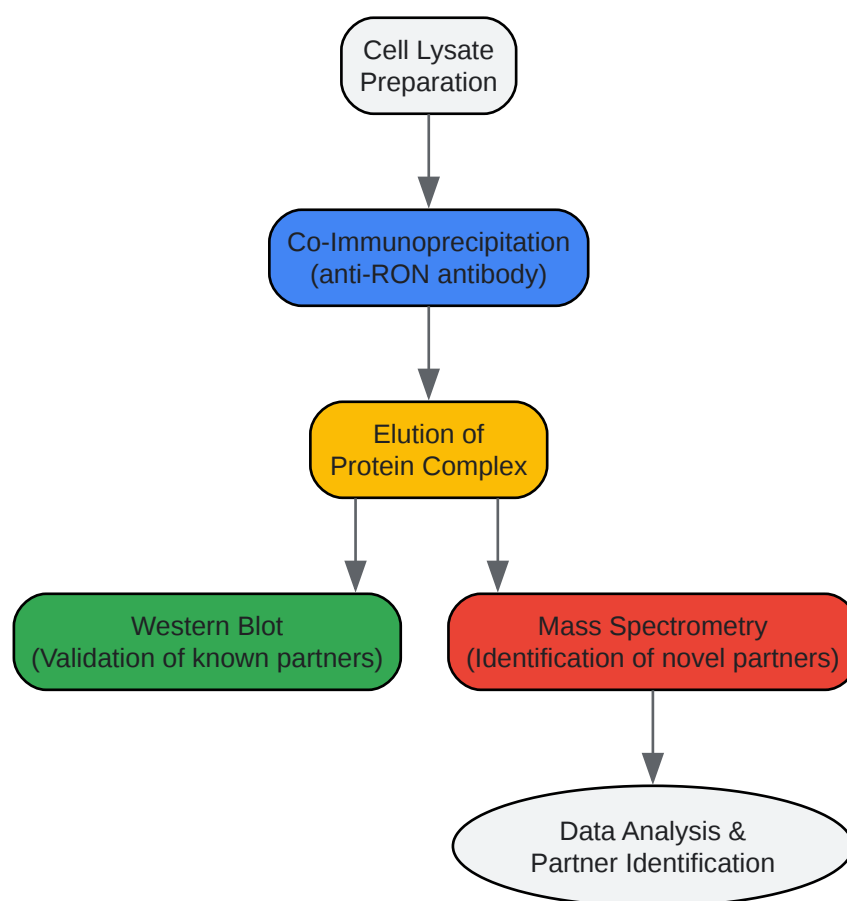 Cell Lysate
Preparation
Co-Immunoprecipitation
(anti-RON antibody)
Elution of
Protein Complex
Western Blot
(Validation of known partners)
Mass Spectrometry
(Identification of novel partners)
Data Analysis &
Partner Identification